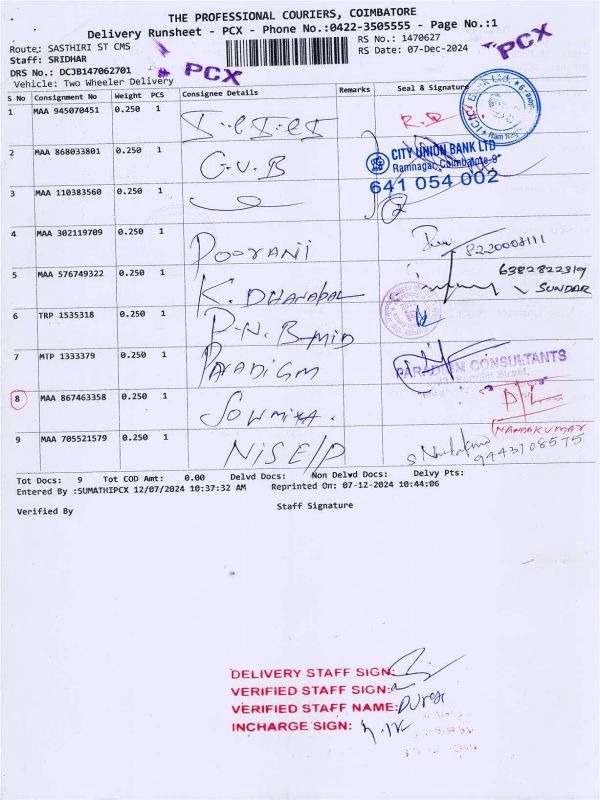 THE PROFESSIONAL COURIERS, COIMBATORE
Delivery Runsheet - PCX - Phone No.:0422-3505555 - Page No.:1
Route: SASTHIRI ST CMS
RS No.: 1470627
Staff: SRIDHAR
RS Date: 07-Dec-2024
PCX
DRS No.: DCJB147062701
PCX
Vehicle: Two Wheeler Delivery
S No Consignment No Weight PCS Consignee Details Remarks Seal & Signature
1 MAA 945070451 0.250 1
ICICI Bank Ltd
2 MAA 868033801 0.250 1 C.U.B
CITY UNION BANK LTD
Ramnagar, Coimbatore-9
641 054 002
3 MAA 110383560 0.250 1
4 MAA 302119709 0.250 1 POORANI
8220008111
5 MAA 576749322 0.250 1 K. DHANABAL
6382822319
SUNDAR
6 TRP 1535318 0.250 1 P.N.B MID
7 MTP 1333379 0.250 1 PARADIGM
PARADIGM CONSULTANTS
8 MAA 867463358 0.250 1 SOWMIYA.
D/L
9 MAA 705521579 0.250 1 NISEIP
NANDAKUMAR
9443708575
Tot Docs: 9 Tot COD Amt: 0.00 Delvd Docs: Non Delvd Docs: Delvy Pts:
Entered By :SUMATHIPCX 12/07/2024 10:37:32 AM Reprinted On: 07-12-2024 10:44:06
Verified By Staff Signature
DELIVERY STAFF SIGN:
VERIFIED STAFF SIGN:
VERIFIED STAFF NAME:
INCHARGE SIGN: